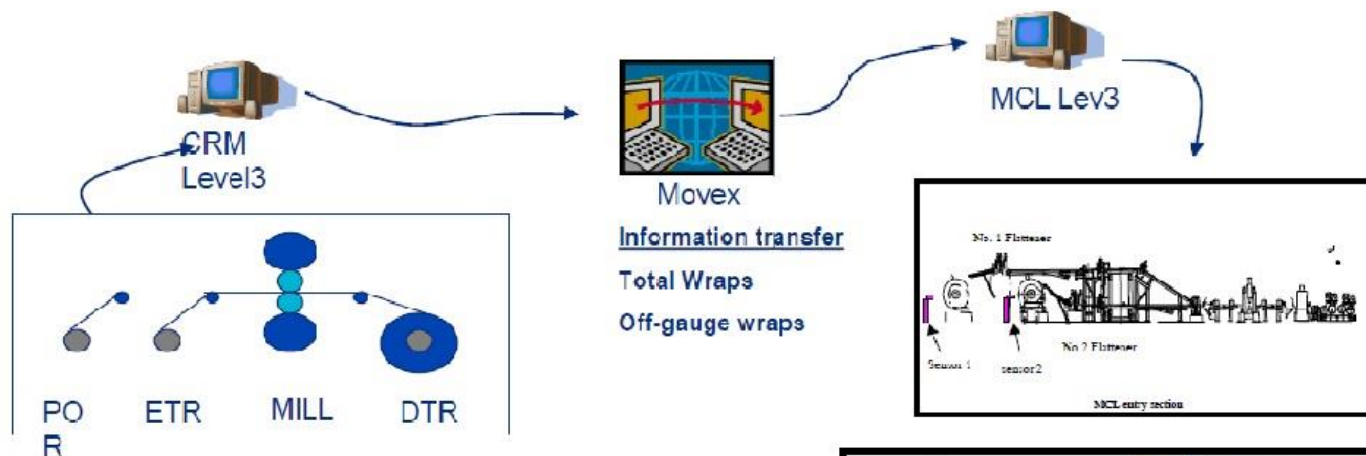 CRM
Level3
MCL Lev3
Movex
Information transfer
Total Wraps
Off-gauge wraps
PO
R
ETR
MILL
DTR
No. 1 Flattener
No 2 Flattener
Sensor 1
sensor2
MCL entry section